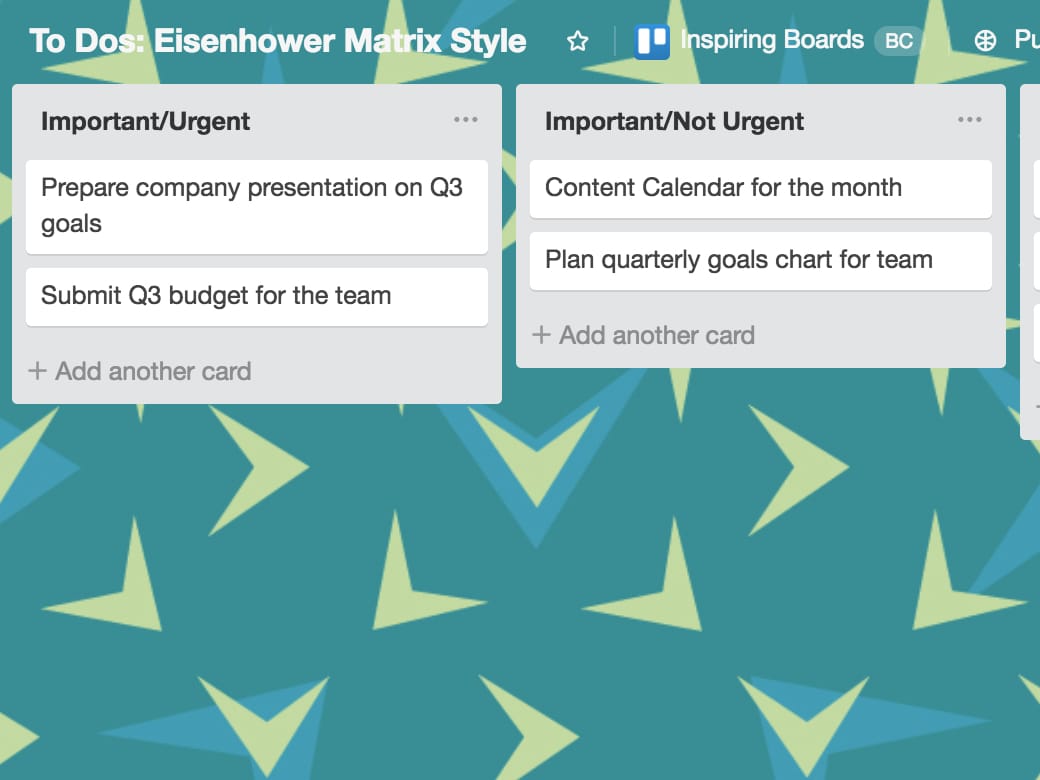 To Dos: Eisenhower Matrix Style
Inspiring Boards
BC
Important/Urgent
Prepare company presentation on Q3
goals
Submit Q3 budget for the team
+ Add another card
Important/Not Urgent
Content Calendar for the month
Plan quarterly goals chart for team
+ Add another card